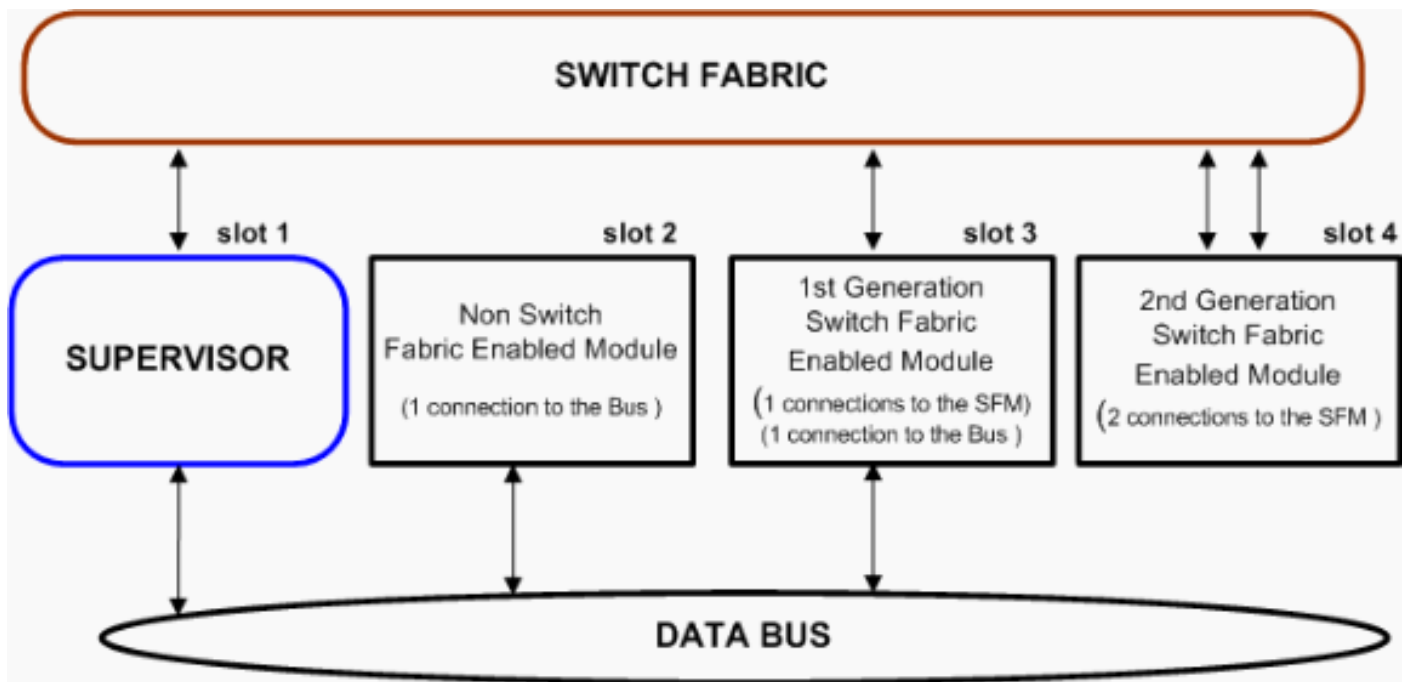 SWITCH FABRIC
slot 1
slot 2
slot 3
slot 4
SUPERVISOR
Non Switch
Fabric Enabled Module
(1 connection to the Bus )
1st Generation
Switch Fabric
Enabled Module
(1 connections to the SFM)
(1 connection to the Bus )
2nd Generation
Switch Fabric
Enabled Module
(2 connections to the SFM )
DATA BUS